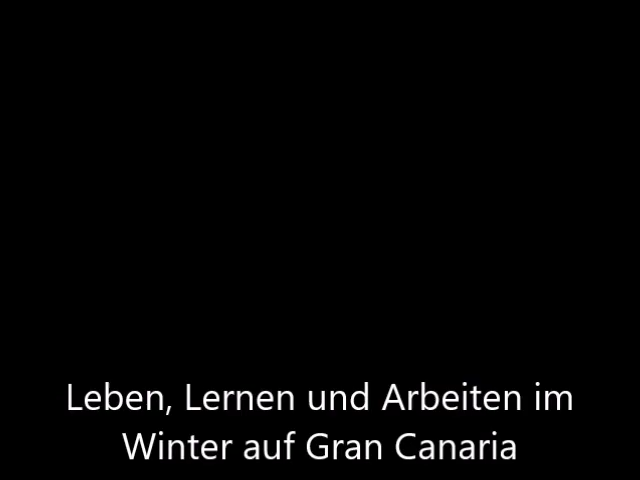 Leben, Lernen und Arbeiten im
Winter auf Gran Canaria